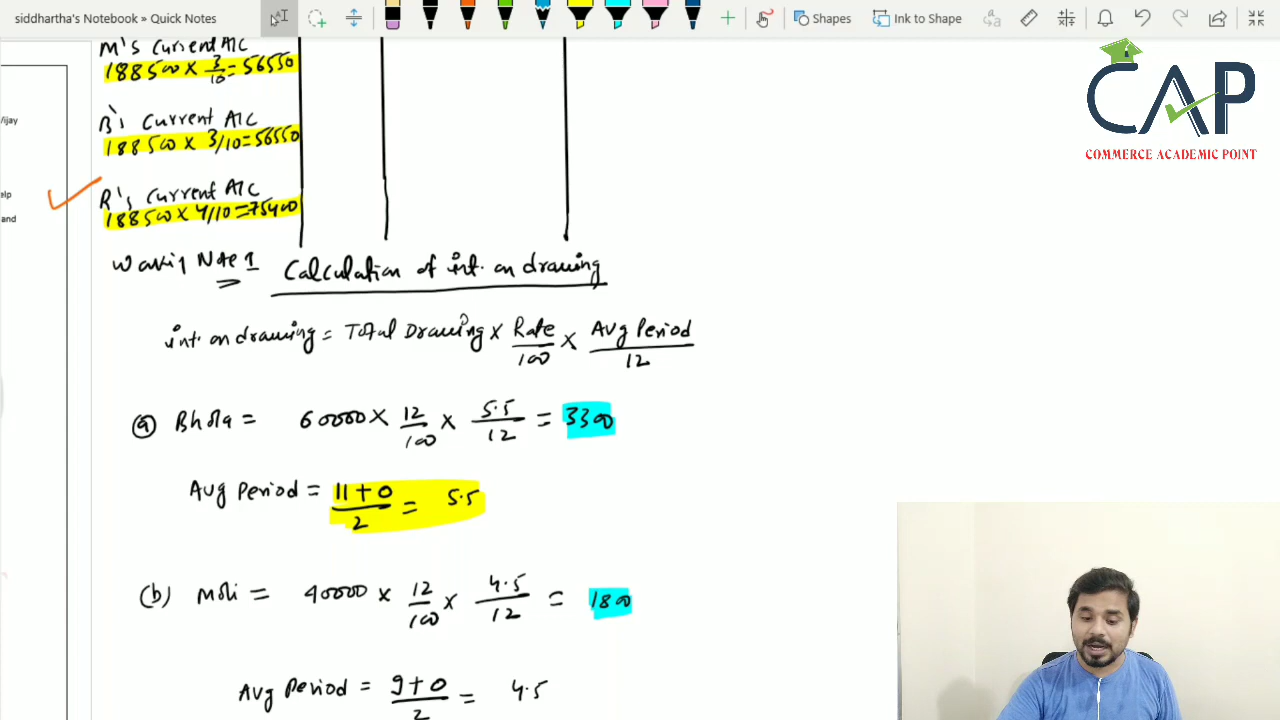 siddhartha's Notebook » Quick Notes
Shapes
Ink to Shape
CAP
COMMERCE ACADEMIC POINT
Vijay
elp
and
M's Current A/C
188500 × 3/10 = 56550
B's Current A/C
188500 × 3/10 = 56550
R's Current A/C
188500 × 4/10 = 75400
Working Note 1
Calculation of int. on drawing
int. on drawing = Total Drawing × Rate/100 × Avg Period/12
(a) Bhola = 60000 × 12/100 × 5.5/12 = 3300
Avg Period = 11+0/2 = 5.5
(b) Moli = 40000 × 12/100 × 4.5/12 = 1800
Avg Period = 9+0/2 = 4.5